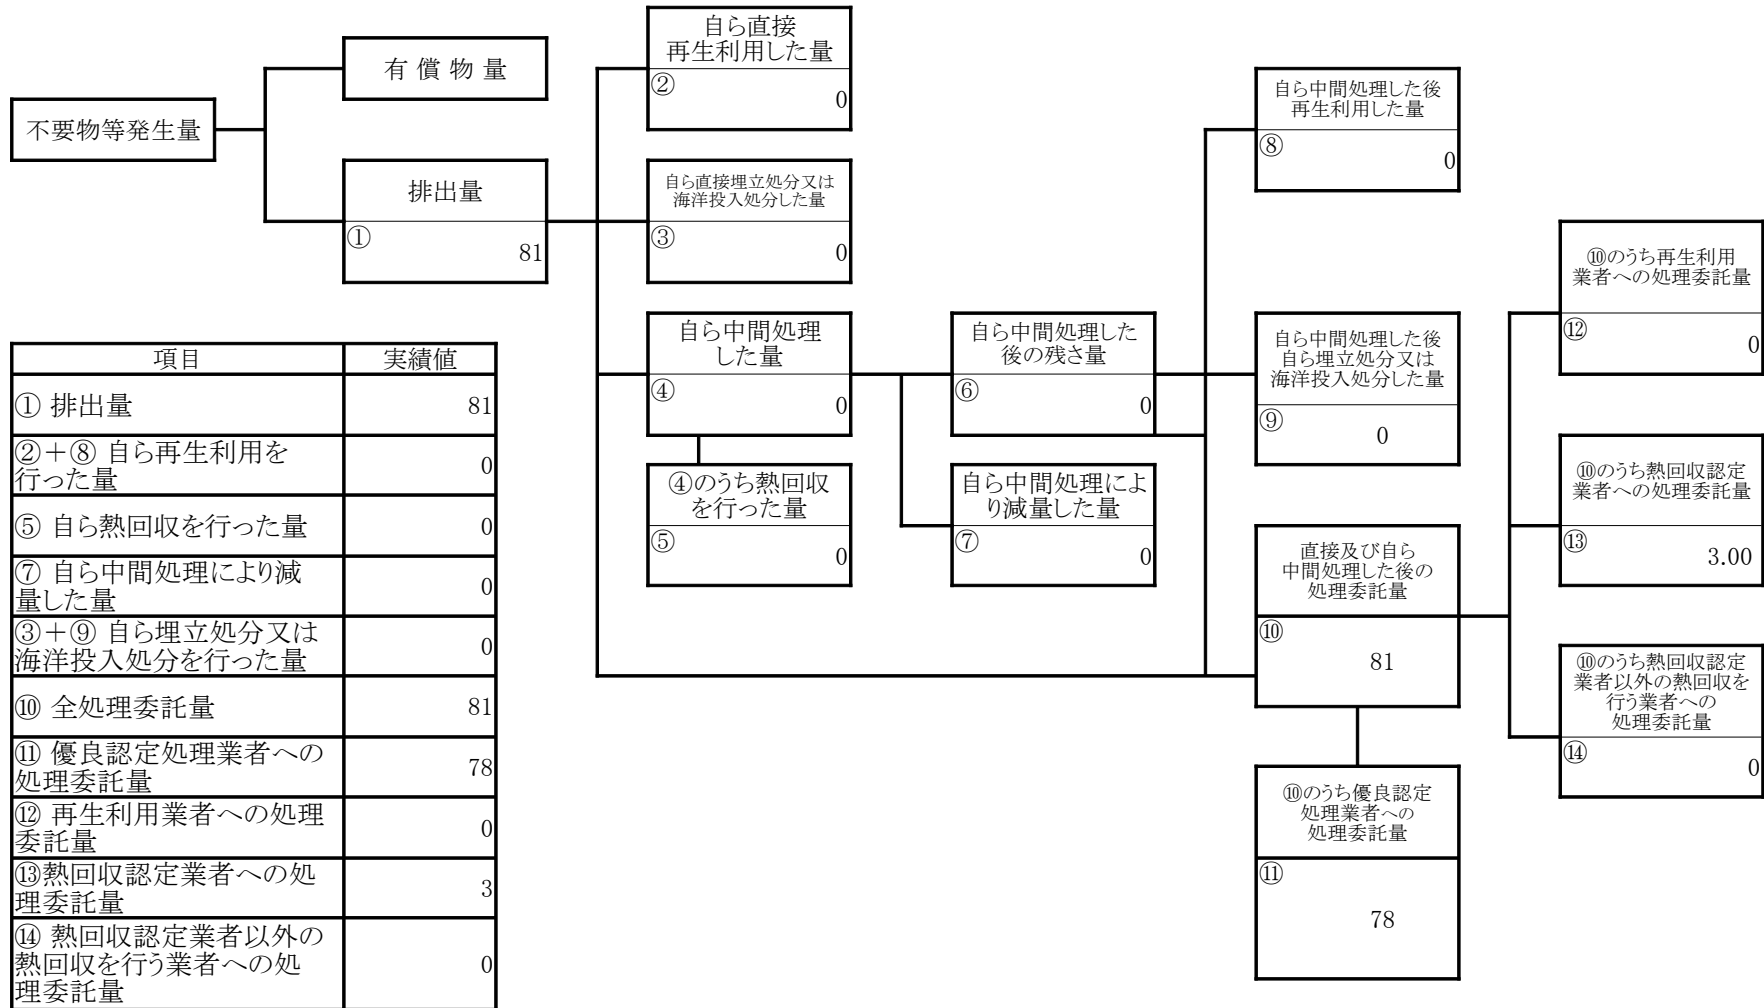 不要物等発生量
有 償 物 量
排出量
①
81
自ら直接
再生利用した量
②
0
自ら直接埋立処分又は
海洋投入処分した量
③
0
自ら中間処理
した量
④
0
④のうち熱回収
を行った量
⑤
0
自ら中間処理した
後の残さ量
⑥
0
自ら中間処理によ
り減量した量
⑦
0
自ら中間処理した後
再生利用した量
⑧
0
自ら中間処理した後
自ら埋立処分又は
海洋投入処分した量
⑨
0
直接及び自ら
中間処理した後の
処理委託量
⑩
81
⑩のうち優良認定
処理業者への
処理委託量
⑪
78
⑩のうち再生利用
業者への処理委託量
⑫
0
⑩のうち熱回収認定
業者への処理委託量
⑬
3.00
⑩のうち熱回収認定
業者以外の熱回収を
行う業者への
処理委託量
⑭
0
項目 実績値
① 排出量 81
②＋⑧ 自ら再生利用を
行った量 0
⑤ 自ら熱回収を行った量 0
⑦ 自ら中間処理により減
量した量 0
③＋⑨ 自ら埋立処分又は
海洋投入処分を行った量 0
⑩ 全処理委託量 81
⑪ 優良認定処理業者への
処理委託量 78
⑫ 再生利用業者への処理
委託量 0
⑬熱回収認定業者への処
理委託量 3
⑭ 熱回収認定業者以外の
熱回収を行う業者への処
理委託量 0